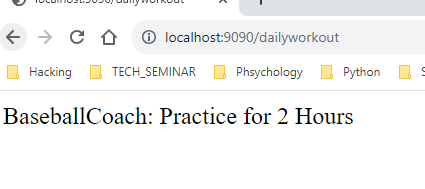 localhost:9090/dailyworkout
localhost:9090/dailyworkout
Hacking TECH_SEMINAR Phsychology Python S
BaseballCoach: Practice for 2 Hours